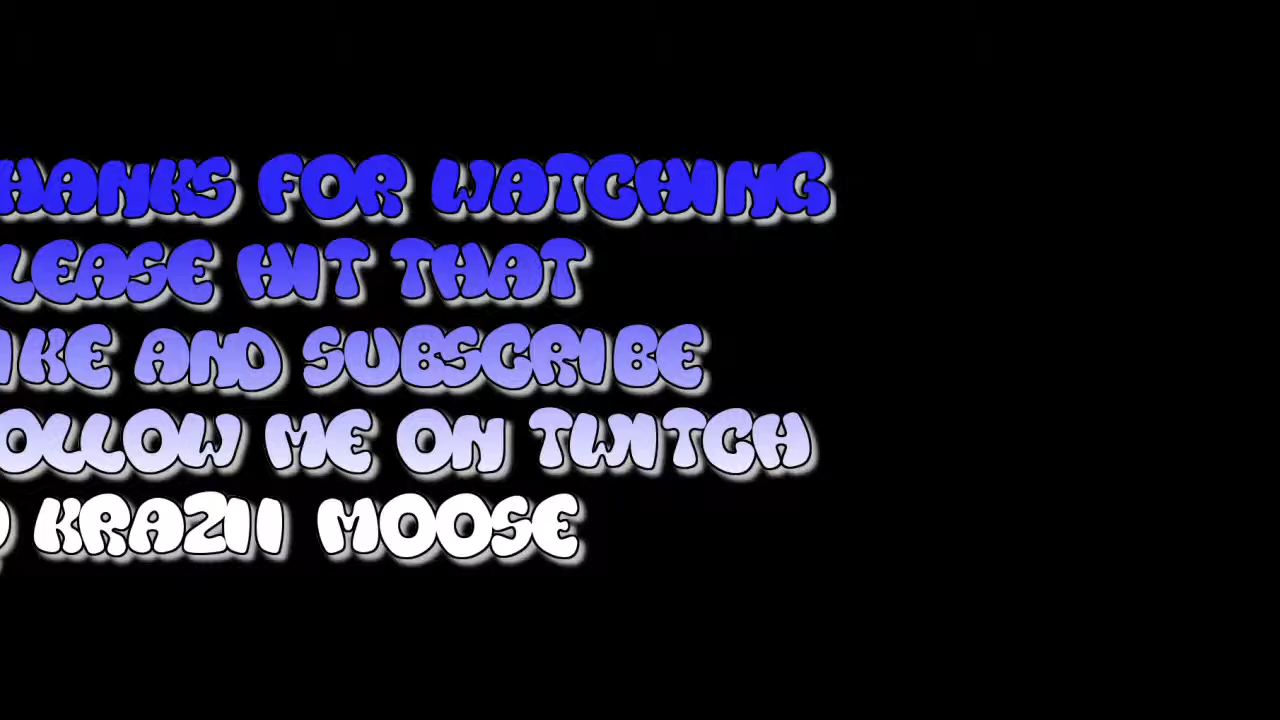 HANKS FOR WATCHING
LEASE HIT THAT
IKE AND SUBSCRIBE
OLLOW ME ON TWITCH
KRAZII MOOSE